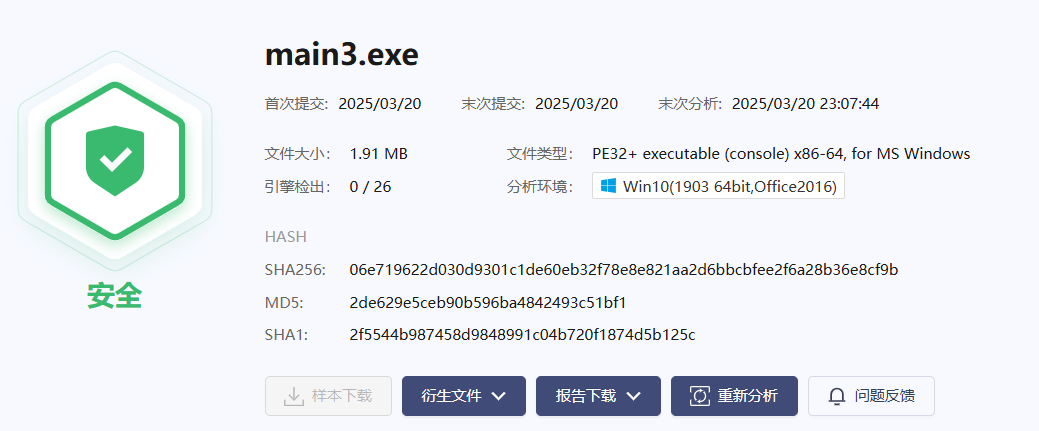 main3.exe
首次提交: 2025/03/20 末次提交: 2025/03/20 末次分析: 2025/03/20 23:07:44
文件大小: 1.91 MB 文件类型: PE32+ executable (console) x86-64, for MS Windows
引擎检出: 0 / 26 分析环境: Win10(1903 64bit,Office2016)
HASH
SHA256: 06e719622d030d9301c1de60eb32f78e8e821aa2d6bbcbfee2f6a28b36e8cf9b
安全
MD5: 2de629e5ceb90b596ba4842493c51bf1
SHA1: 2f5544b987458d9848991c04b720f1874d5b125c
样本下载 衍生文件 报告下载 重新分析 问题反馈